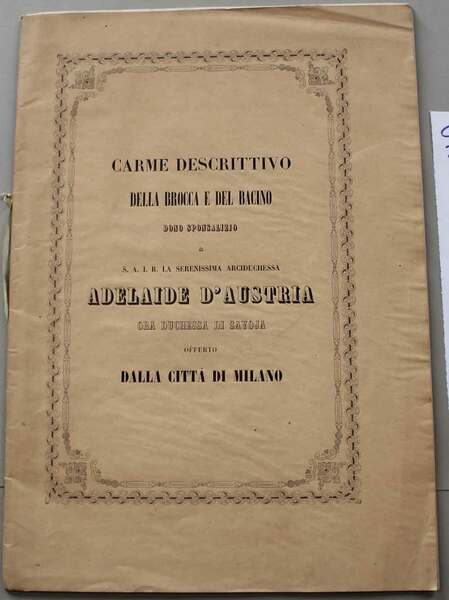 CARME DESCRITTIVO
DELLA BROCCA E DEL BACINO
DONO SPONSALIZIO
A
S. A. I. R. LA SERENISSIMA ARCIDUCHESSA
ADELAIDE D'AUSTRIA
ORA DUCHESSA DI SAVOJA
OFFERTO
DALLA CITTÀ DI MILANO